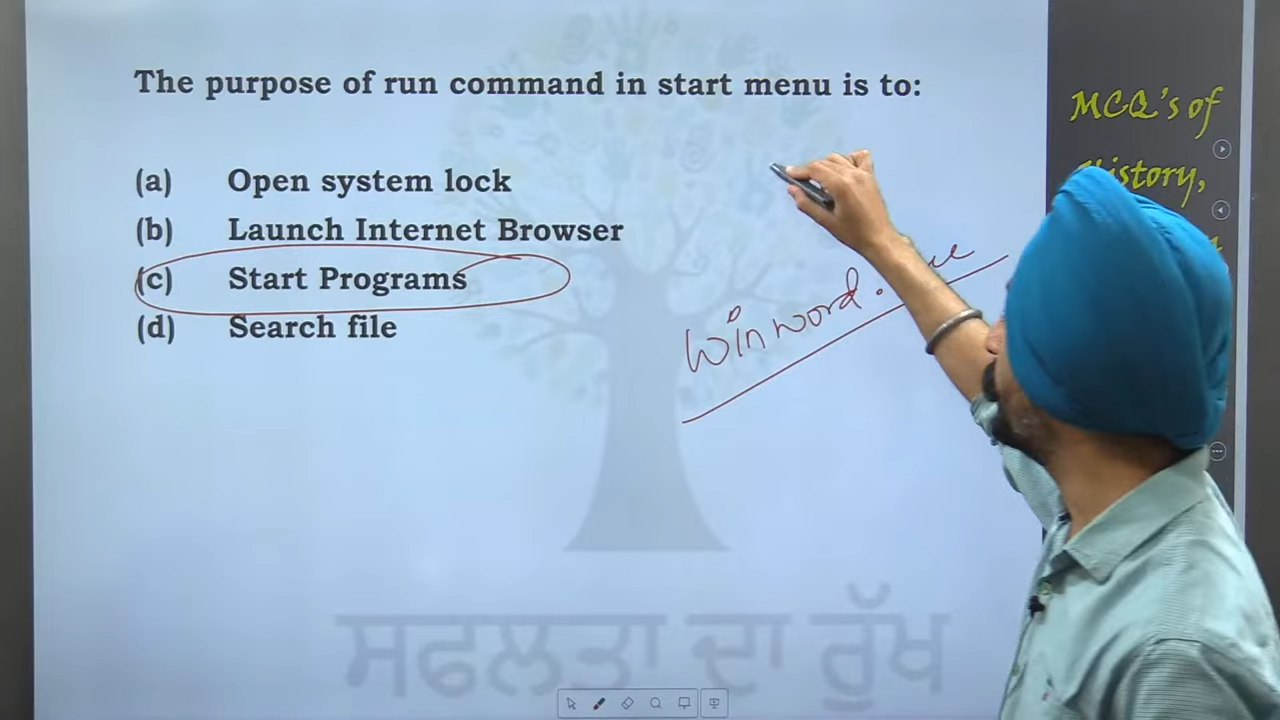 The purpose of run command in start menu is to:
(a) Open system lock
(b) Launch Internet Browser
(c) Start Programs
(d) Search file
winword.
MCQ's of
History,
ਸਫਲਤਾ ਦਾ ਰੁੱਖ